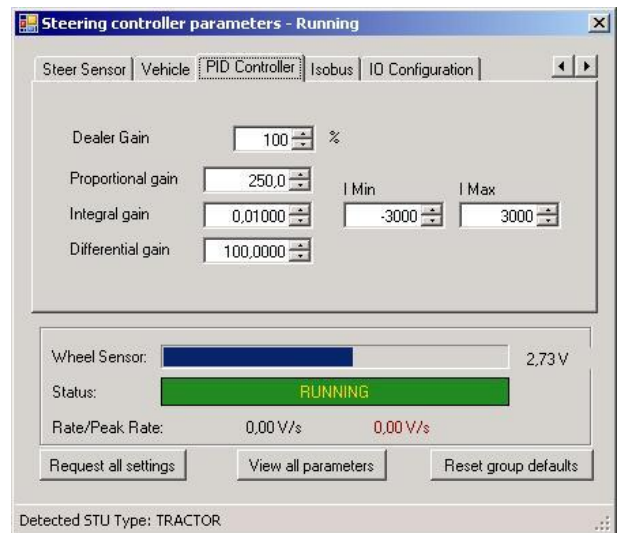 Steering controller parameters - Running
Steer Sensor Vehicle PID Controller Isobus IO Configuration
Dealer Gain 100 %
Proportional gain 250,0 I Min I Max
Integral gain 0,01000 -3000 3000
Differential gain 100,0000
Wheel Sensor: 2,73 V
Status: RUNNING
Rate/Peak Rate: 0,00 V/s 0,00 V/s
Request all settings View all parameters Reset group defaults
Detected STU Type: TRACTOR